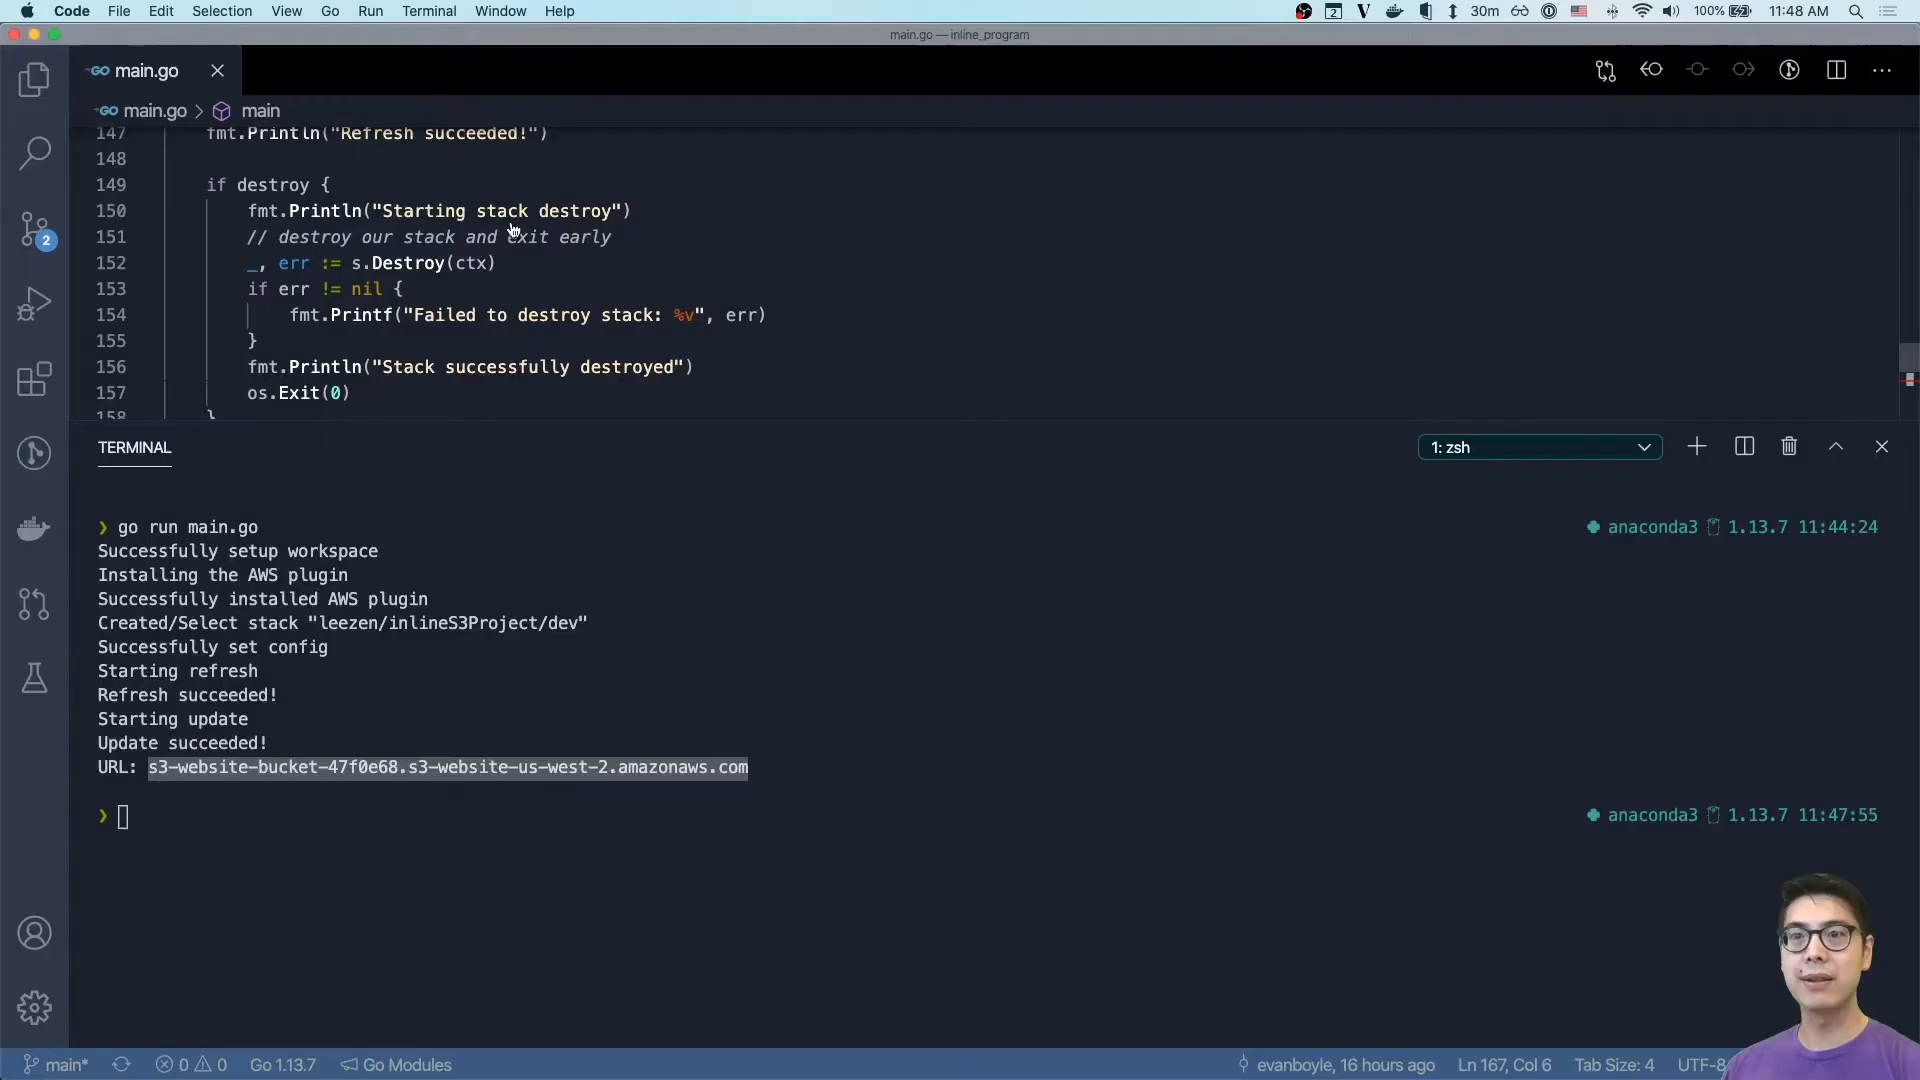 Code File Edit Selection View Go Run Terminal Window Help 2 V 30m 100% 11:48 AM
main.go — inline_program
GO main.go
GO main.go > main
147 fmt.Println("Refresh succeeded!")
148
149 if destroy {
150 fmt.Println("Starting stack destroy")
151 // destroy our stack and exit early
152 _, err := s.Destroy(ctx)
153 if err != nil {
154 fmt.Printf("Failed to destroy stack: %v", err)
155 }
156 fmt.Println("Stack successfully destroyed")
157 os.Exit(0)
158 }
2
TERMINAL 1: zsh
❯ go run main.go anaconda3 1.13.7 11:44:24
Successfully setup workspace
Installing the AWS plugin
Successfully installed AWS plugin
Created/Select stack "leezen/inlineS3Project/dev"
Successfully set config
Starting refresh
Refresh succeeded!
Starting update
Update succeeded!
URL: s3-website-bucket-47f0e68.s3-website-us-west-2.amazonaws.com
❯ anaconda3 1.13.7 11:47:55
main* 0 0 Go 1.13.7 Go Modules evanboyle, 16 hours ago Ln 167, Col 6 Tab Size: 4 UTF-8